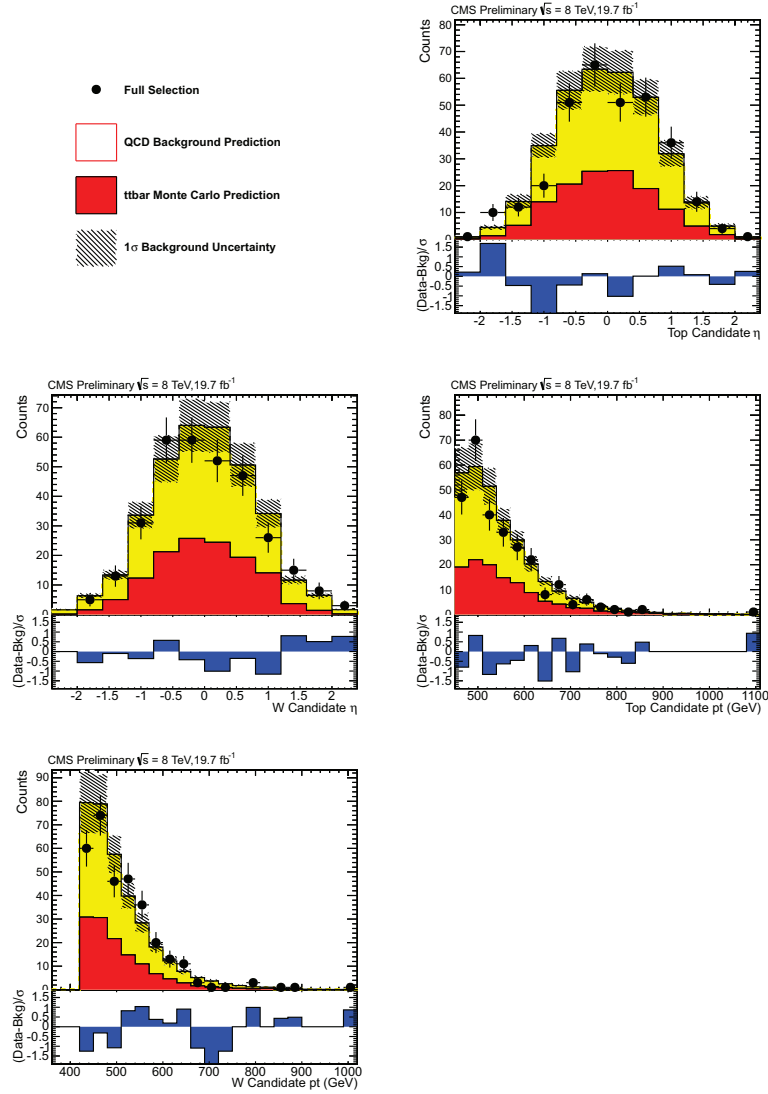 CMS Preliminary √s = 8 TeV, 19.7 fb⁻¹
Counts
80
70
60
50
40
30
20
10
0
(Data-Bkg)/σ
1.5
1
0.5
0
-0.5
-1
-1.5
-2 -1.5 -1 -0.5 0 0.5 1 1.5 2
Top Candidate η
Full Selection
QCD Background Prediction
ttbar Monte Carlo Prediction
1σ Background Uncertainty
CMS Preliminary √s = 8 TeV, 19.7 fb⁻¹
Counts
70
60
50
40
30
20
10
0
(Data-Bkg)/σ
1.5
1
0.5
0
-0.5
-1
-1.5
-2 -1.5 -1 -0.5 0 0.5 1 1.5 2
W Candidate η
CMS Preliminary √s = 8 TeV, 19.7 fb⁻¹
Counts
80
70
60
50
40
30
20
10
0
(Data-Bkg)/σ
1.5
1
0.5
0
-0.5
-1
-1.5
500 600 700 800 900 1000 1100
Top Candidate pt (GeV)
CMS Preliminary √s = 8 TeV, 19.7 fb⁻¹
Counts
90
80
70
60
50
40
30
20
10
0
(Data-Bkg)/σ
1.5
1
0.5
0
-0.5
-1
-1.5
400 500 600 700 800 900 1000
W Candidate pt (GeV)